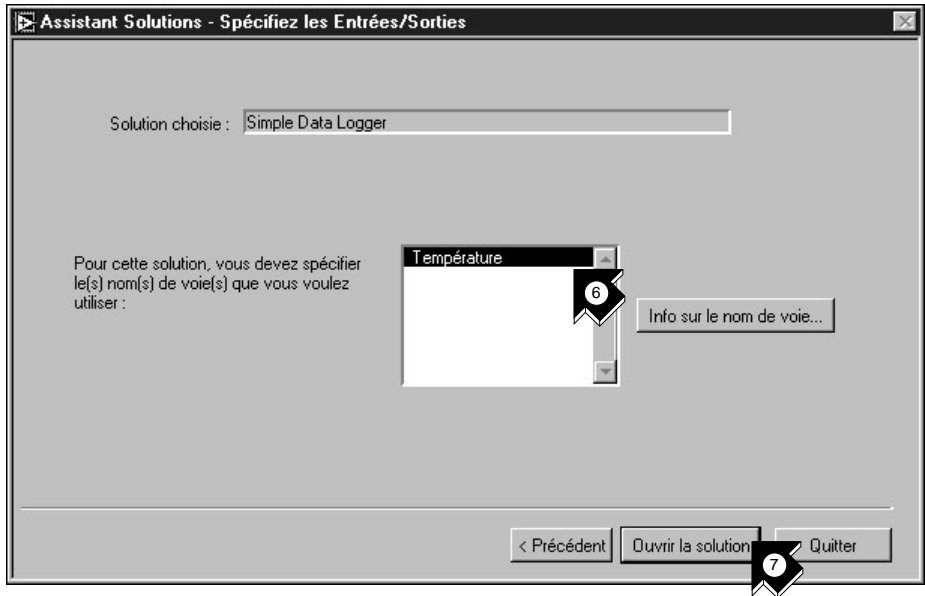 Assistant Solutions - Spécifiez les Entrées/Sorties
Solution choisie :
Simple Data Logger
Pour cette solution, vous devez spécifier
le(s) nom(s) de voie(s) que vous voulez
utiliser :
Température
6
Info sur le nom de voie...
< Précédent
Ouvrir la solution
7
Quitter